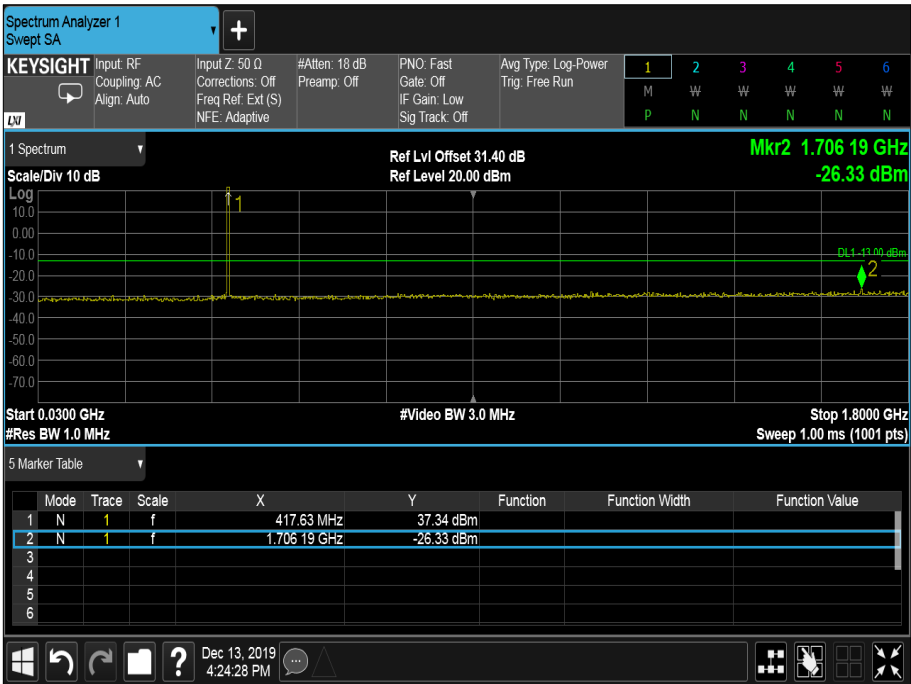 Spectrum Analyzer 1
Swept SA
+
KEYSIGHT
LXI
Input: RF
Coupling: AC
Align: Auto
Input Z: 50 Ω
Corrections: Off
Freq Ref: Ext (S)
NFE: Adaptive
#Atten: 18 dB
Preamp: Off
PNO: Fast
Gate: Off
IF Gain: Low
Sig Track: Off
Avg Type: Log-Power
Trig: Free Run
1 2 3 4 5 6
M W W W W W
P N N N N N
1 Spectrum
Scale/Div 10 dB
Ref Lvl Offset 31.40 dB
Ref Level 20.00 dBm
Mkr2 1.706 19 GHz
-26.33 dBm
Log
10.0
0.00
-10.0
-20.0
-30.0
-40.0
-50.0
-60.0
-70.0
1
DL1 -13.00 dBm
2
Start 0.0300 GHz
#Res BW 1.0 MHz
#Video BW 3.0 MHz
Stop 1.8000 GHz
Sweep 1.00 ms (1001 pts)
5 Marker Table
Mode Trace Scale X Y Function Function Width Function Value
1 N 1 f 417.63 MHz 37.34 dBm
2 N 1 f 1.706 19 GHz -26.33 dBm
3
4
5
6
?
Dec 13, 2019
4:24:28 PM